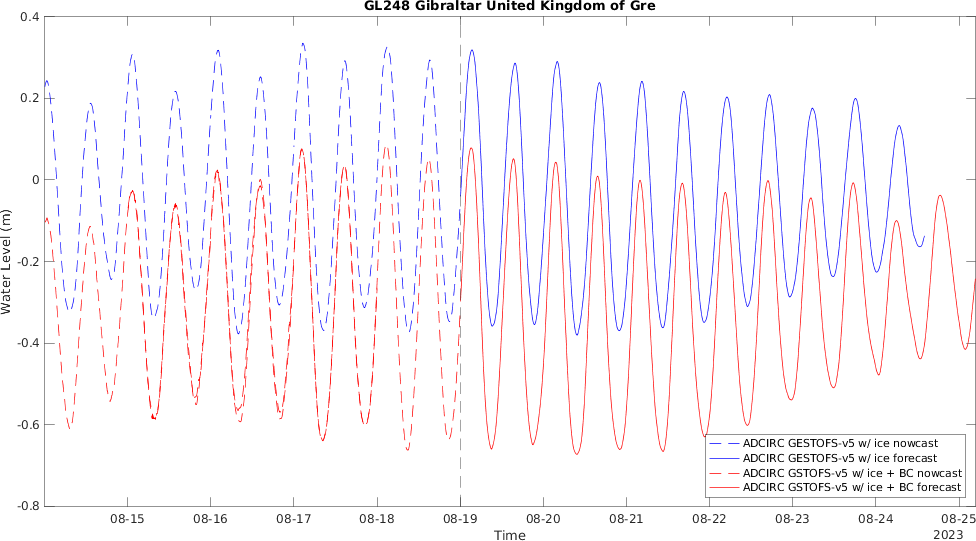 GL248 Gibraltar United Kingdom of Gre
0.4
0.2
0
-0.2
-0.4
-0.6
-0.8
Water Level (m)
ADCIRC GESTOFS-v5 w/ ice nowcast
ADCIRC GESTOFS-v5 w/ ice forecast
ADCIRC GSTOFS-v5 w/ ice + BC nowcast
ADCIRC GSTOFS-v5 w/ ice + BC forecast
08-15 08-16 08-17 08-18 08-19 08-20 08-21 08-22 08-23 08-24 08-25
Time
2023